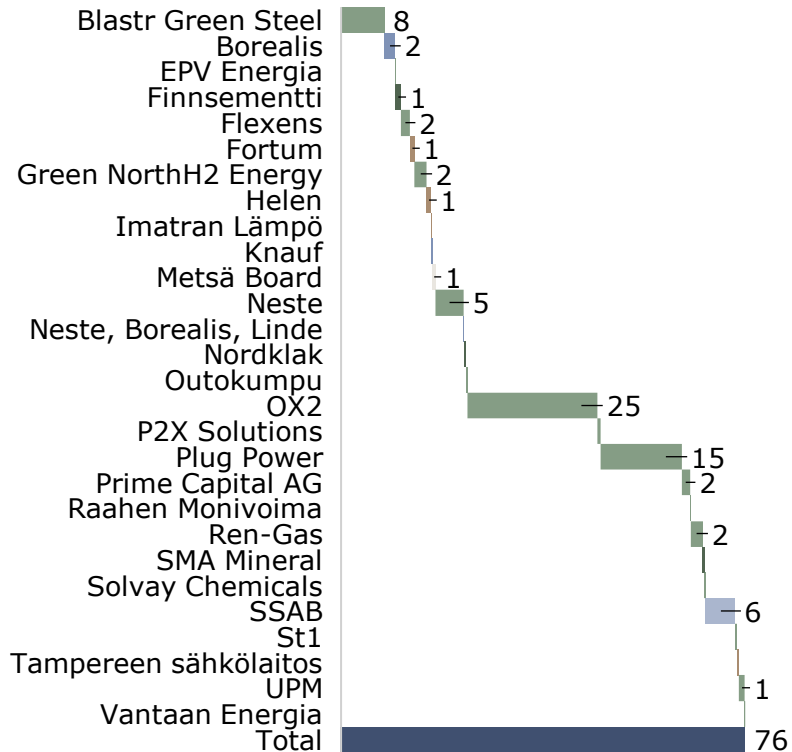 Blastr Green Steel 8
Borealis 2
EPV Energia
Finnsementti 1
Flexens 2
Fortum 1
Green NorthH2 Energy 2
Helen 1
Imatran Lämpö
Knauf
Metsä Board 1
Neste 5
Neste, Borealis, Linde
Nordklak
Outokumpu
OX2 25
P2X Solutions
Plug Power 15
Prime Capital AG 2
Raahen Monivoima
Ren-Gas 2
SMA Mineral
Solvay Chemicals
SSAB 6
St1
Tampereen sähkölaitos
UPM 1
Vantaan Energia
Total 76